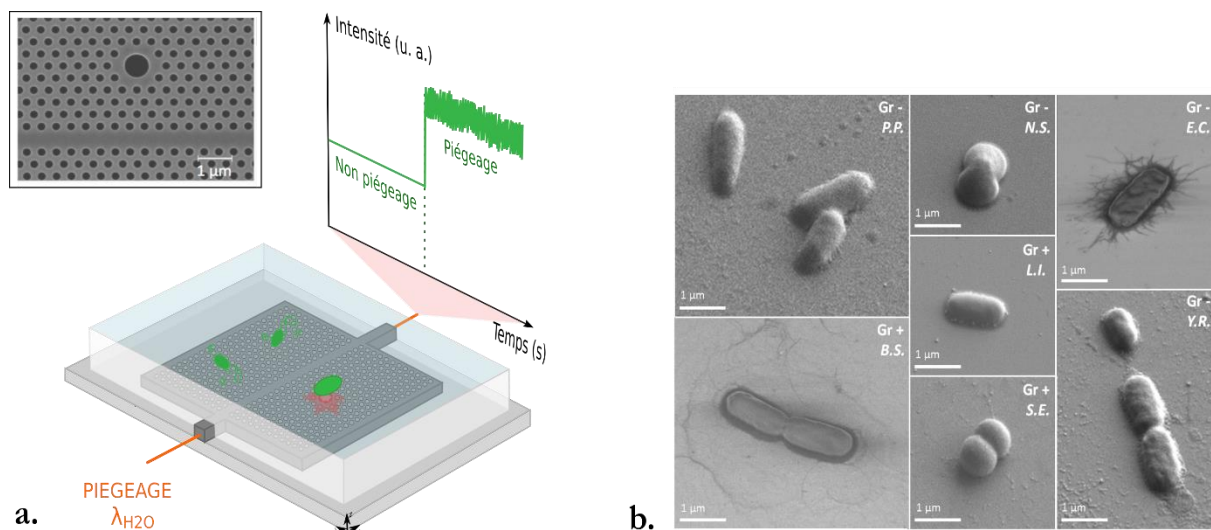 1 µm
Intensité (u. a.)
Non piégeage
Piégeage
Temps (s)
PIEGEAGE
λH2O
a.
Gr -
P.P.
1 µm
Gr +
B.S.
1 µm
Gr -
N.S.
1 µm
Gr +
L.I.
1 µm
Gr +
S.E.
1 µm
Gr -
E.C.
1 µm
Gr -
Y.R.
1 µm
b.